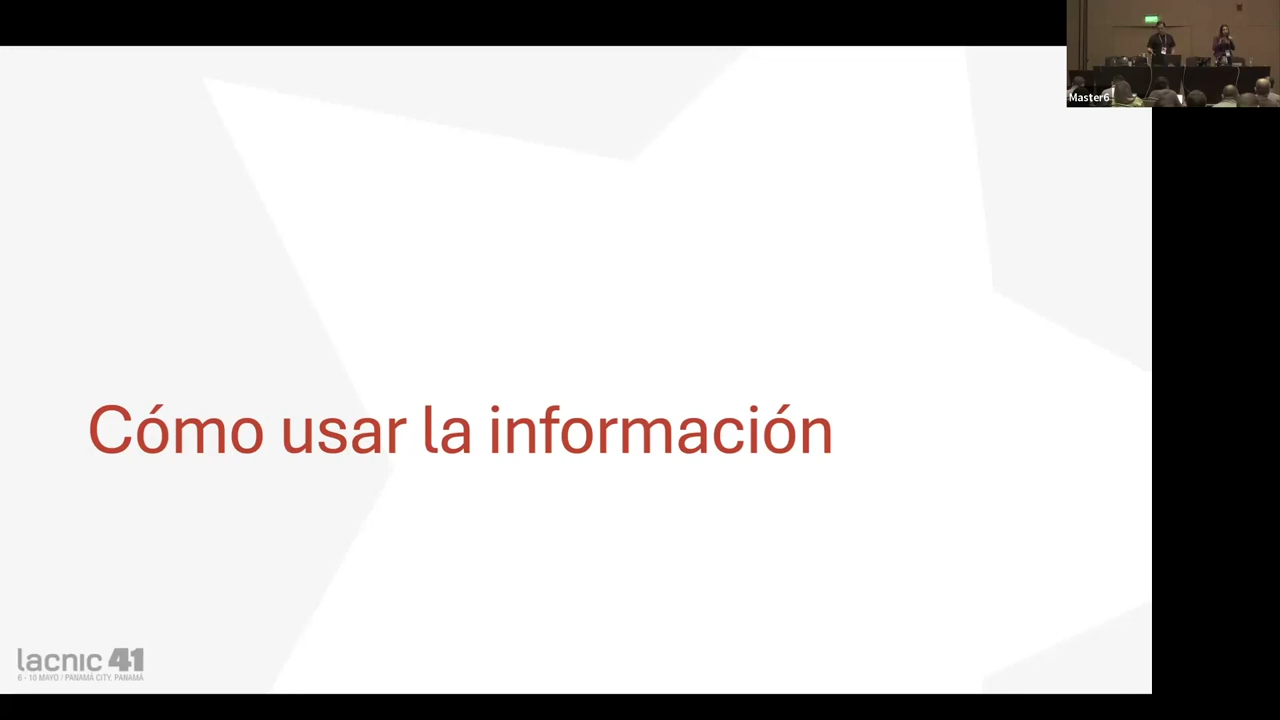 Master6
Cómo usar la información
lacnic 41
6 - 10 MAYO / PANAMÁ CITY, PANAMÁ